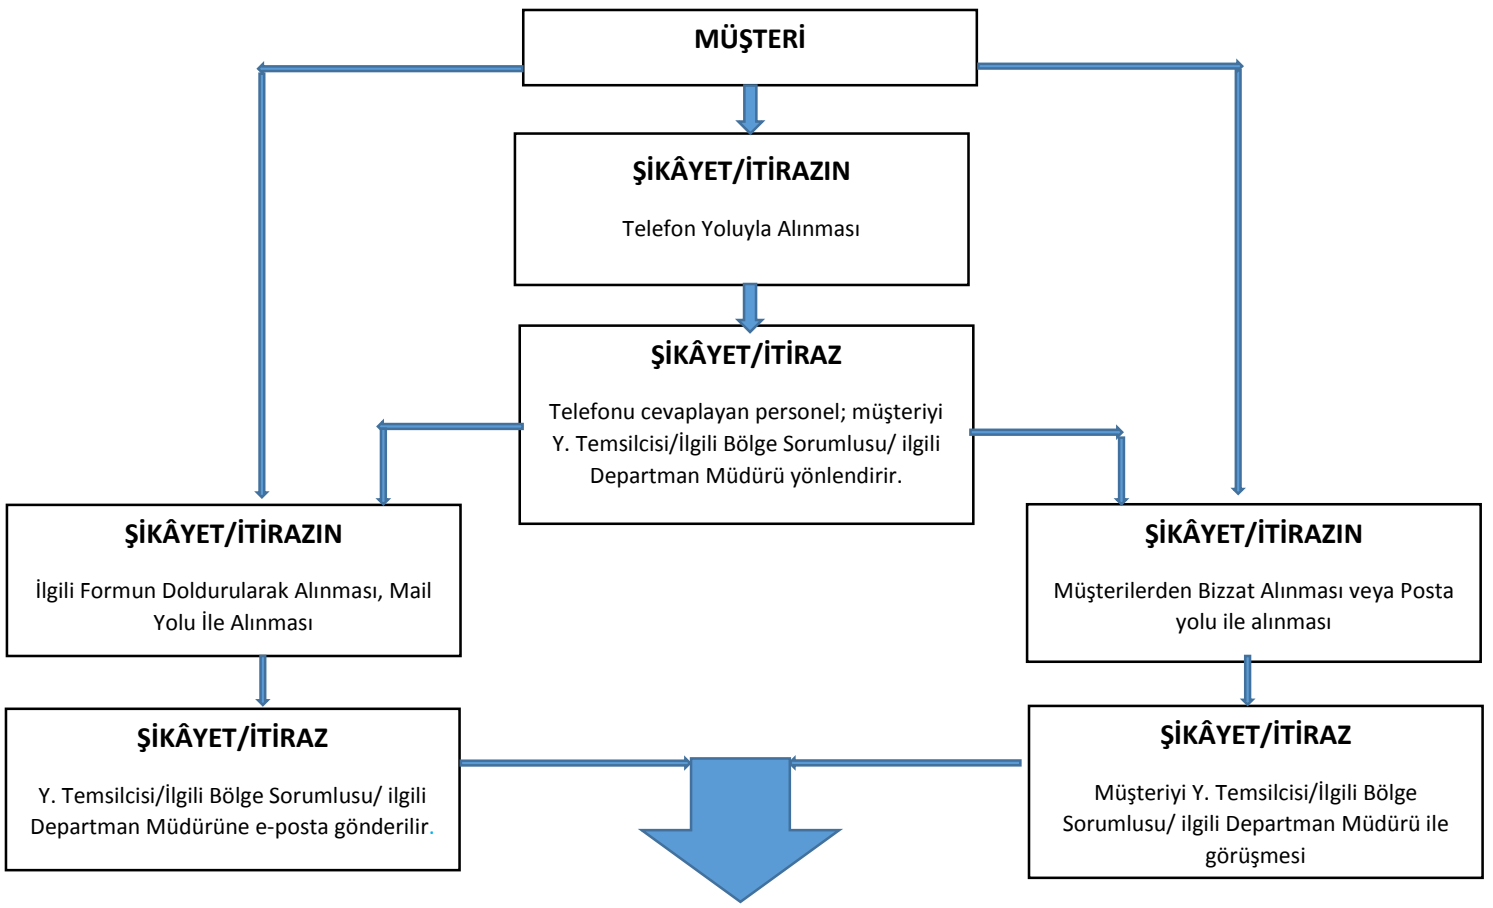 MÜŞTERİ
ŞİKÂYET/İTİRAZIN
Telefon Yoluyla Alınması
ŞİKÂYET/İTİRAZ
Telefonu cevaplayan personel; müşteriyi
Y. Temsilcisi/İlgili Bölge Sorumlusu/ ilgili
Departman Müdürü yönlendirir.
ŞİKÂYET/İTİRAZIN
İlgili Formun Doldurularak Alınması, Mail
Yolu İle Alınması
ŞİKÂYET/İTİRAZIN
Müşterilerden Bizzat Alınması veya Posta
yolu ile alınması
ŞİKÂYET/İTİRAZ
Y. Temsilcisi/İlgili Bölge Sorumlusu/ ilgili
Departman Müdürüne e-posta gönderilir.
ŞİKÂYET/İTİRAZ
Müşteriyi Y. Temsilcisi/İlgili Bölge
Sorumlusu/ ilgili Departman Müdürü ile
görüşmesi